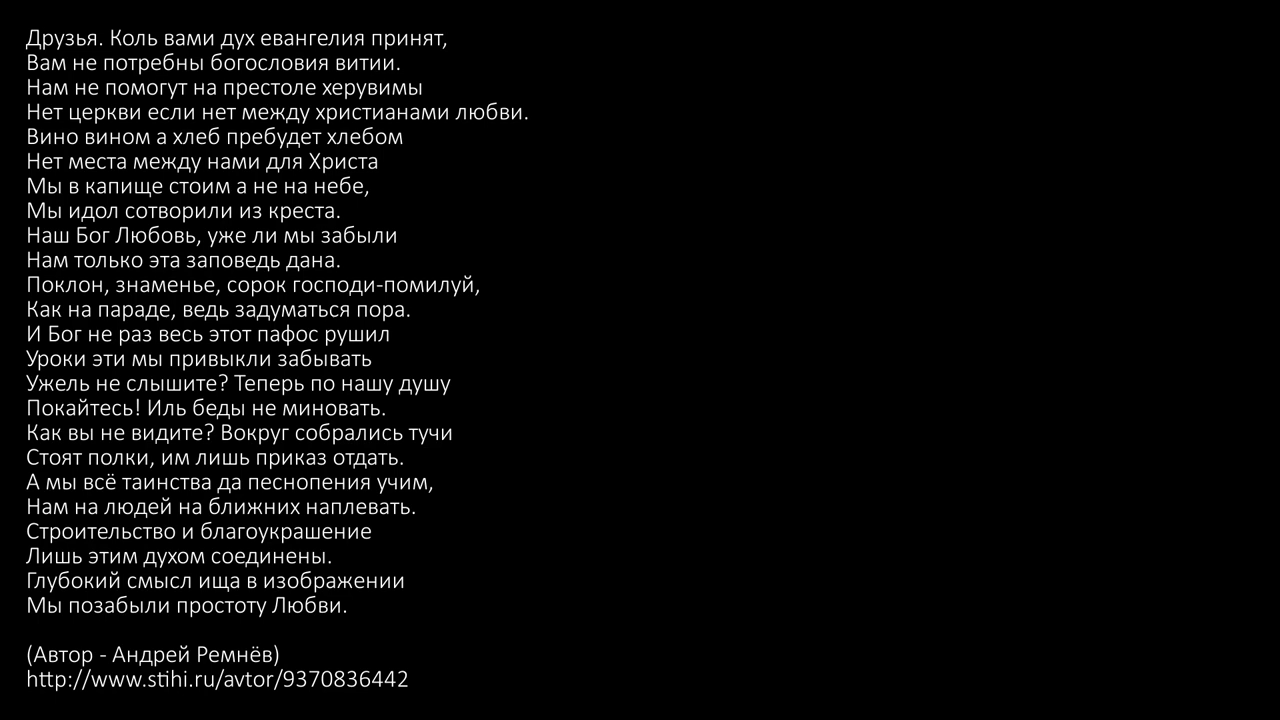 Друзья. Коль вами дух евангелия принят,
Вам не потребны богословия витии.
Нам не помогут на престоле херувимы
Нет церкви если нет между христианами любви.
Вино вином а хлеб пребудет хлебом
Нет места между нами для Христа
Мы в капище стоим а не на небе,
Мы идол сотворили из креста.
Наш Бог Любовь, уже ли мы забыли
Нам только эта заповедь дана.
Поклон, знаменье, сорок господи-помилуй,
Как на параде, ведь задуматься пора.
И Бог не раз весь этот пафос рушил
Уроки эти мы привыкли забывать
Ужель не слышите? Теперь по нашу душу
Покайтесь! Иль беды не миновать.
Как вы не видите? Вокруг собрались тучи
Стоят полки, им лишь приказ отдать.
А мы всё таинства да песнопения учим,
Нам на людей на ближних наплевать.
Строительство и благоукрашение
Лишь этим духом соединены.
Глубокий смысл ища в изображении
Мы позабыли простоту Любви.

(Автор - Андрей Ремнёв)
http://www.stihi.ru/avtor/9370836442